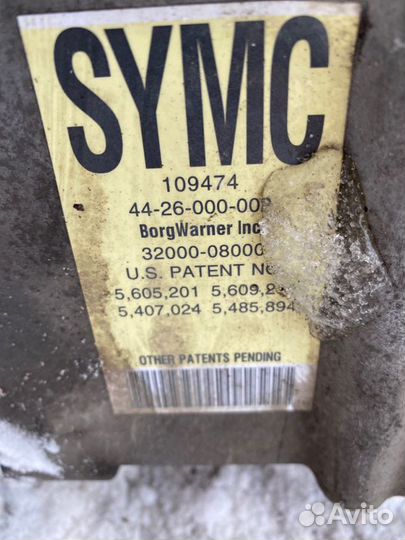 SYMC
109474
44-26-000-00
BorgWarner Inc
32000-08000
U.S. PATENT
5,605,201 5,609,2
5,407,024 5,485,894
OTHER PATENTS PENDING
Avito